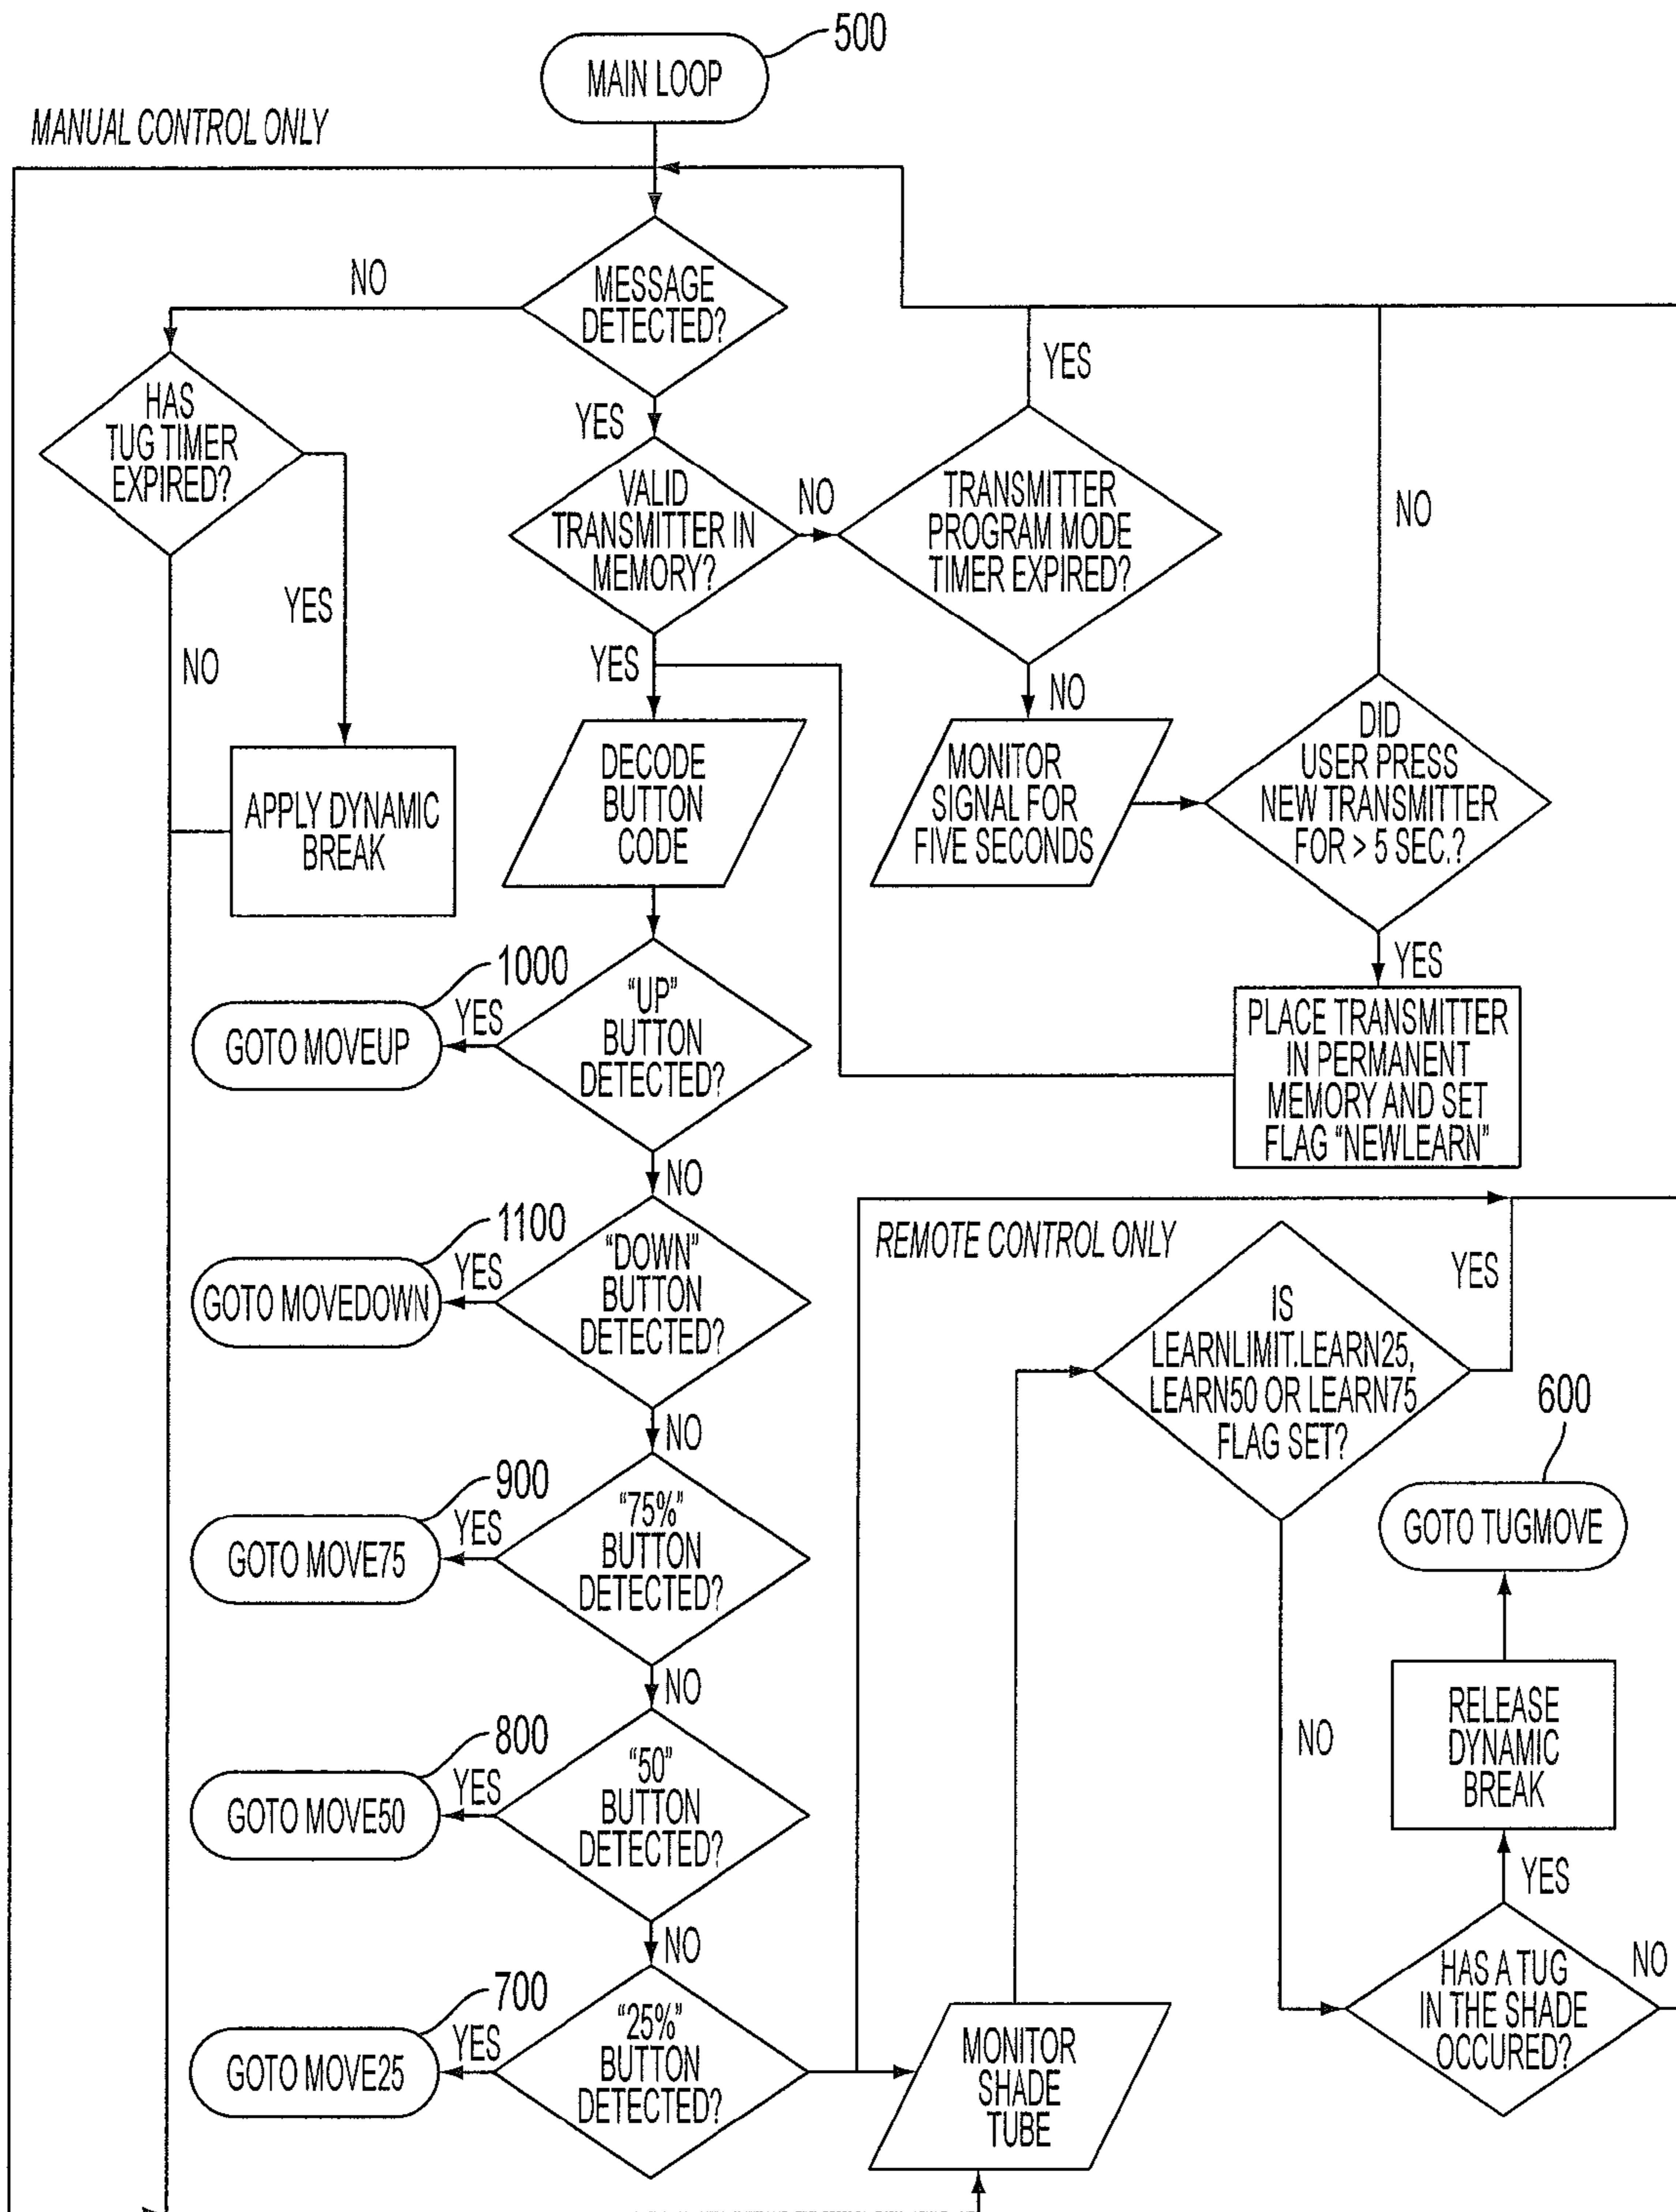 500
MAIN LOOP
MANUAL CONTROL ONLY
NO
MESSAGE
DETECTED?
YES
HAS
TUG TIMER
EXPIRED?
YES
NO
VALID
TRANSMITTER IN
MEMORY?
NO
TRANSMITTER
PROGRAM MODE
TIMER EXPIRED?
YES
NO
NO
YES
DECODE
BUTTON
CODE
MONITOR
SIGNAL FOR
FIVE SECONDS
DID
USER PRESS
NEW TRANSMITTER
FOR > 5 SEC.?
NO
APPLY DYNAMIC
BREAK
YES
PLACE TRANSMITTER
IN PERMANENT
MEMORY AND SET
FLAG "NEWLEARN"
1000
GOTO MOVEUP
YES
"UP"
BUTTON
DETECTED?
NO
1100
GOTO MOVEDOWN
YES
"DOWN"
BUTTON
DETECTED?
NO
REMOTE CONTROL ONLY
IS
LEARNLIMIT.LEARN25,
LEARN50 OR LEARN75
FLAG SET?
YES
600
GOTO TUGMOVE
900
GOTO MOVE75
YES
"75%"
BUTTON
DETECTED?
NO
RELEASE
DYNAMIC
BREAK
NO
YES
800
GOTO MOVE50
YES
"50"
BUTTON
DETECTED?
NO
HAS A TUG
IN THE SHADE
OCCURED?
NO
700
GOTO MOVE25
YES
"25%"
BUTTON
DETECTED?
MONITOR
SHADE
TUBE